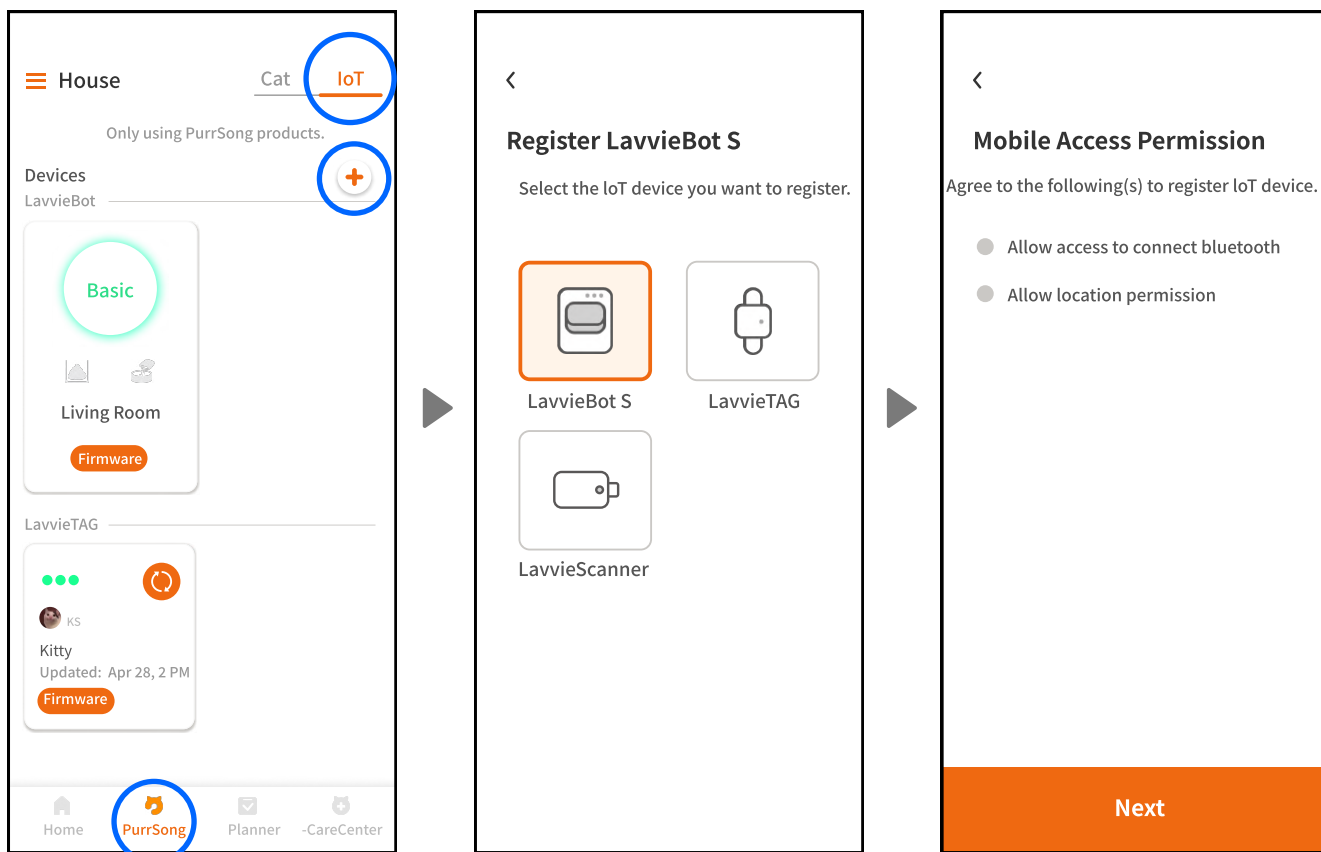 House
Cat
IoT
Only using PurrSong products.
Devices
LavvieBot
Basic
Living Room
Firmware
LavvieTAG
KS
Kitty
Updated: Apr 28, 2 PM
Firmware
Home
PurrSong
Planner
-CareCenter
Register LavvieBot S
Select the IoT device you want to register.
LavvieBot S
LavvieTAG
LavvieScanner
Mobile Access Permission
Agree to the following(s) to register IoT device.
Allow access to connect bluetooth
Allow location permission
Next